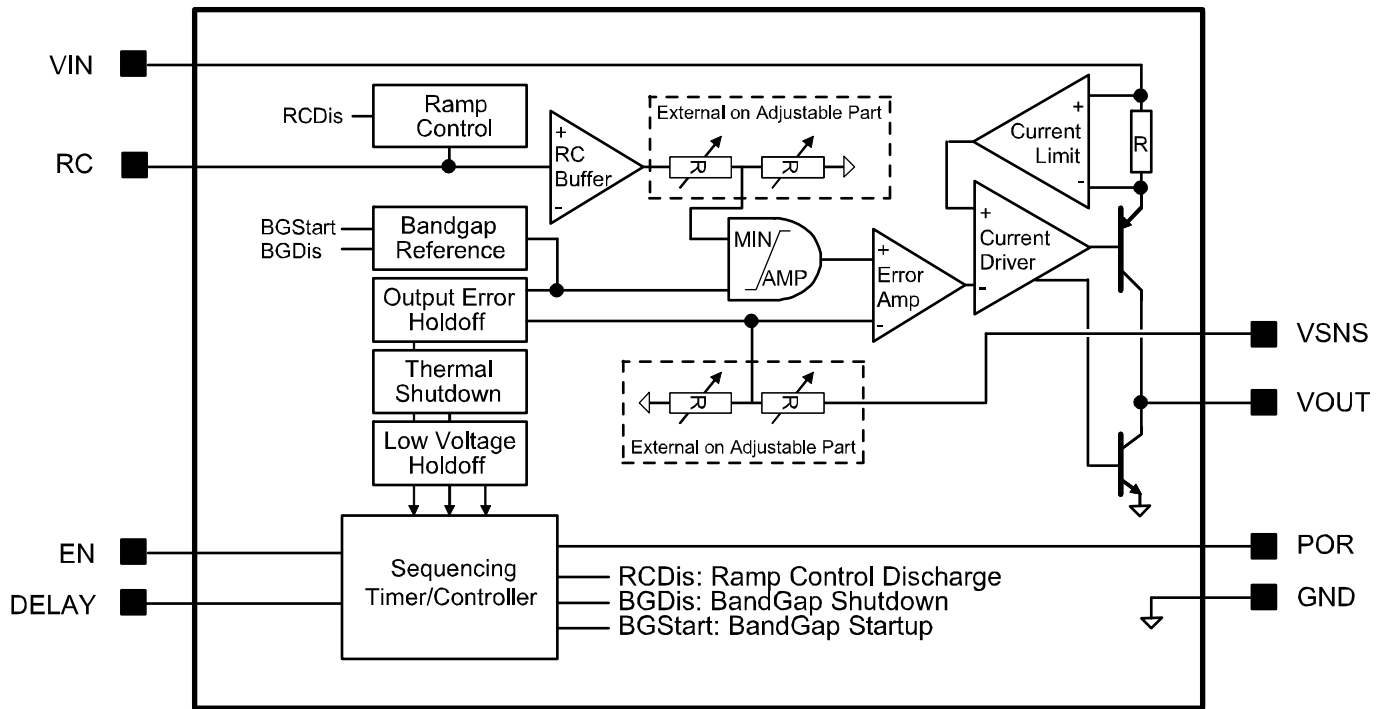 VIN
RC
EN
DELAY
RCDis
Ramp
Control
BGStart
BGDis
Bandgap
Reference
Output Error
Holdoff
Thermal
Shutdown
Low Voltage
Holdoff
Sequencing
Timer/Controller
+
RC
Buffer
-
External on Adjustable Part
R
R
MIN
AMP
+
Error
Amp
-
R
R
External on Adjustable Part
+
Current
Limit
-
R
+
Current
Driver
-
RCDis: Ramp Control Discharge
BGDis: BandGap Shutdown
BGStart: BandGap Startup
VSNS
VOUT
POR
GND